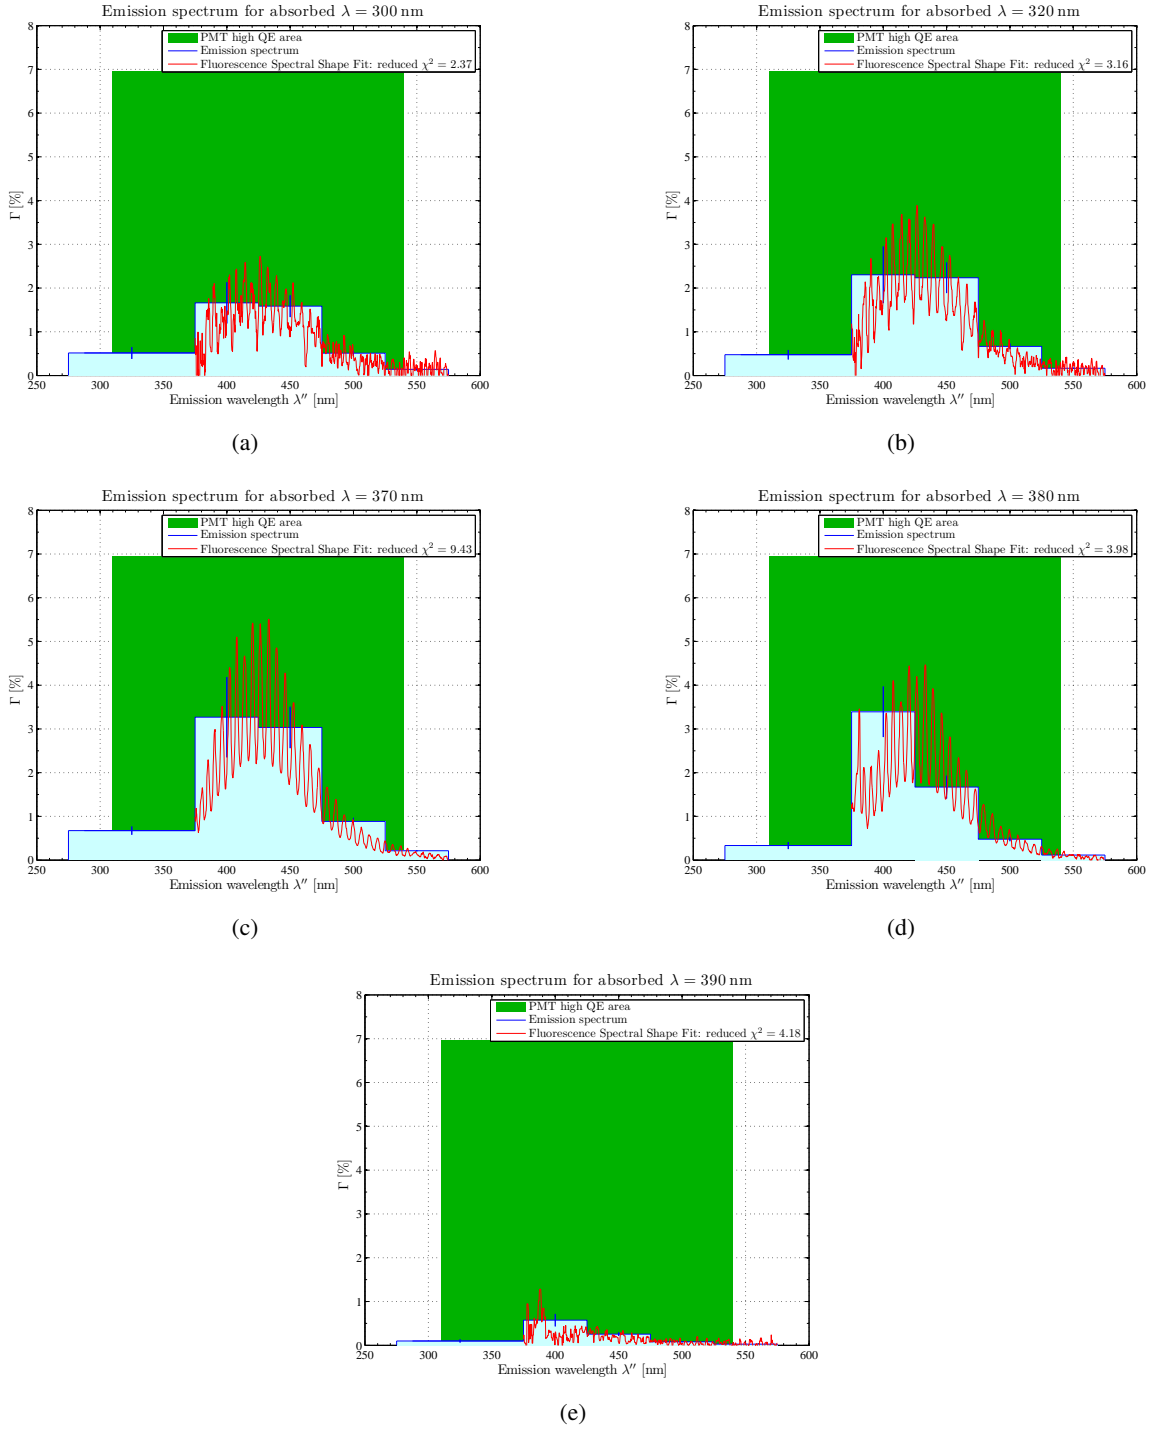 Emission spectrum for absorbed λ = 300 nm
PMT high QE area
Emission spectrum
Fluorescence Spectral Shape Fit: reduced χ² = 2.37
8
7
6
5
4
3
2
1
0
Γ [%]
250 300 350 400 450 500 550 600
Emission wavelength λ″ [nm]
(a)
Emission spectrum for absorbed λ = 320 nm
PMT high QE area
Emission spectrum
Fluorescence Spectral Shape Fit: reduced χ² = 3.16
8
7
6
5
4
3
2
1
0
Γ [%]
250 300 350 400 450 500 550 600
Emission wavelength λ″ [nm]
(b)
Emission spectrum for absorbed λ = 370 nm
PMT high QE area
Emission spectrum
Fluorescence Spectral Shape Fit: reduced χ² = 9.43
8
7
6
5
4
3
2
1
0
Γ [%]
250 300 350 400 450 500 550 600
Emission wavelength λ″ [nm]
(c)
Emission spectrum for absorbed λ = 380 nm
PMT high QE area
Emission spectrum
Fluorescence Spectral Shape Fit: reduced χ² = 3.98
8
7
6
5
4
3
2
1
0
Γ [%]
250 300 350 400 450 500 550 600
Emission wavelength λ″ [nm]
(d)
Emission spectrum for absorbed λ = 390 nm
PMT high QE area
Emission spectrum
Fluorescence Spectral Shape Fit: reduced χ² = 4.18
8
7
6
5
4
3
2
1
0
Γ [%]
250 300 350 400 450 500 550 600
Emission wavelength λ″ [nm]
(e)